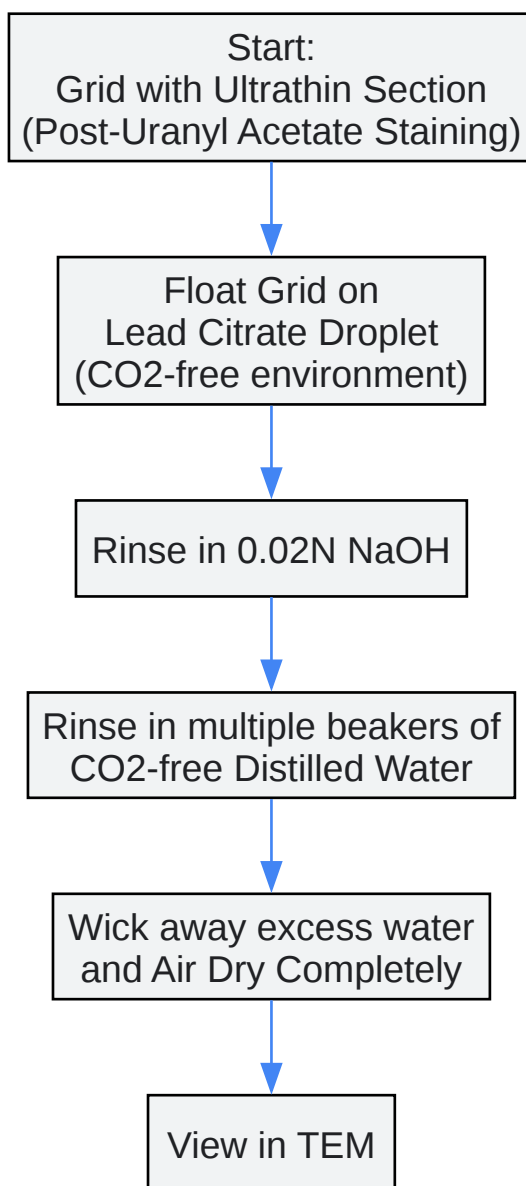 Start:
Grid with Ultrathin Section
(Post-Uranyl Acetate Staining)
Float Grid on
Lead Citrate Droplet
(CO2-free environment)
Rinse in 0.02N NaOH
Rinse in multiple beakers of
CO2-free Distilled Water
Wick away excess water
and Air Dry Completely
View in TEM